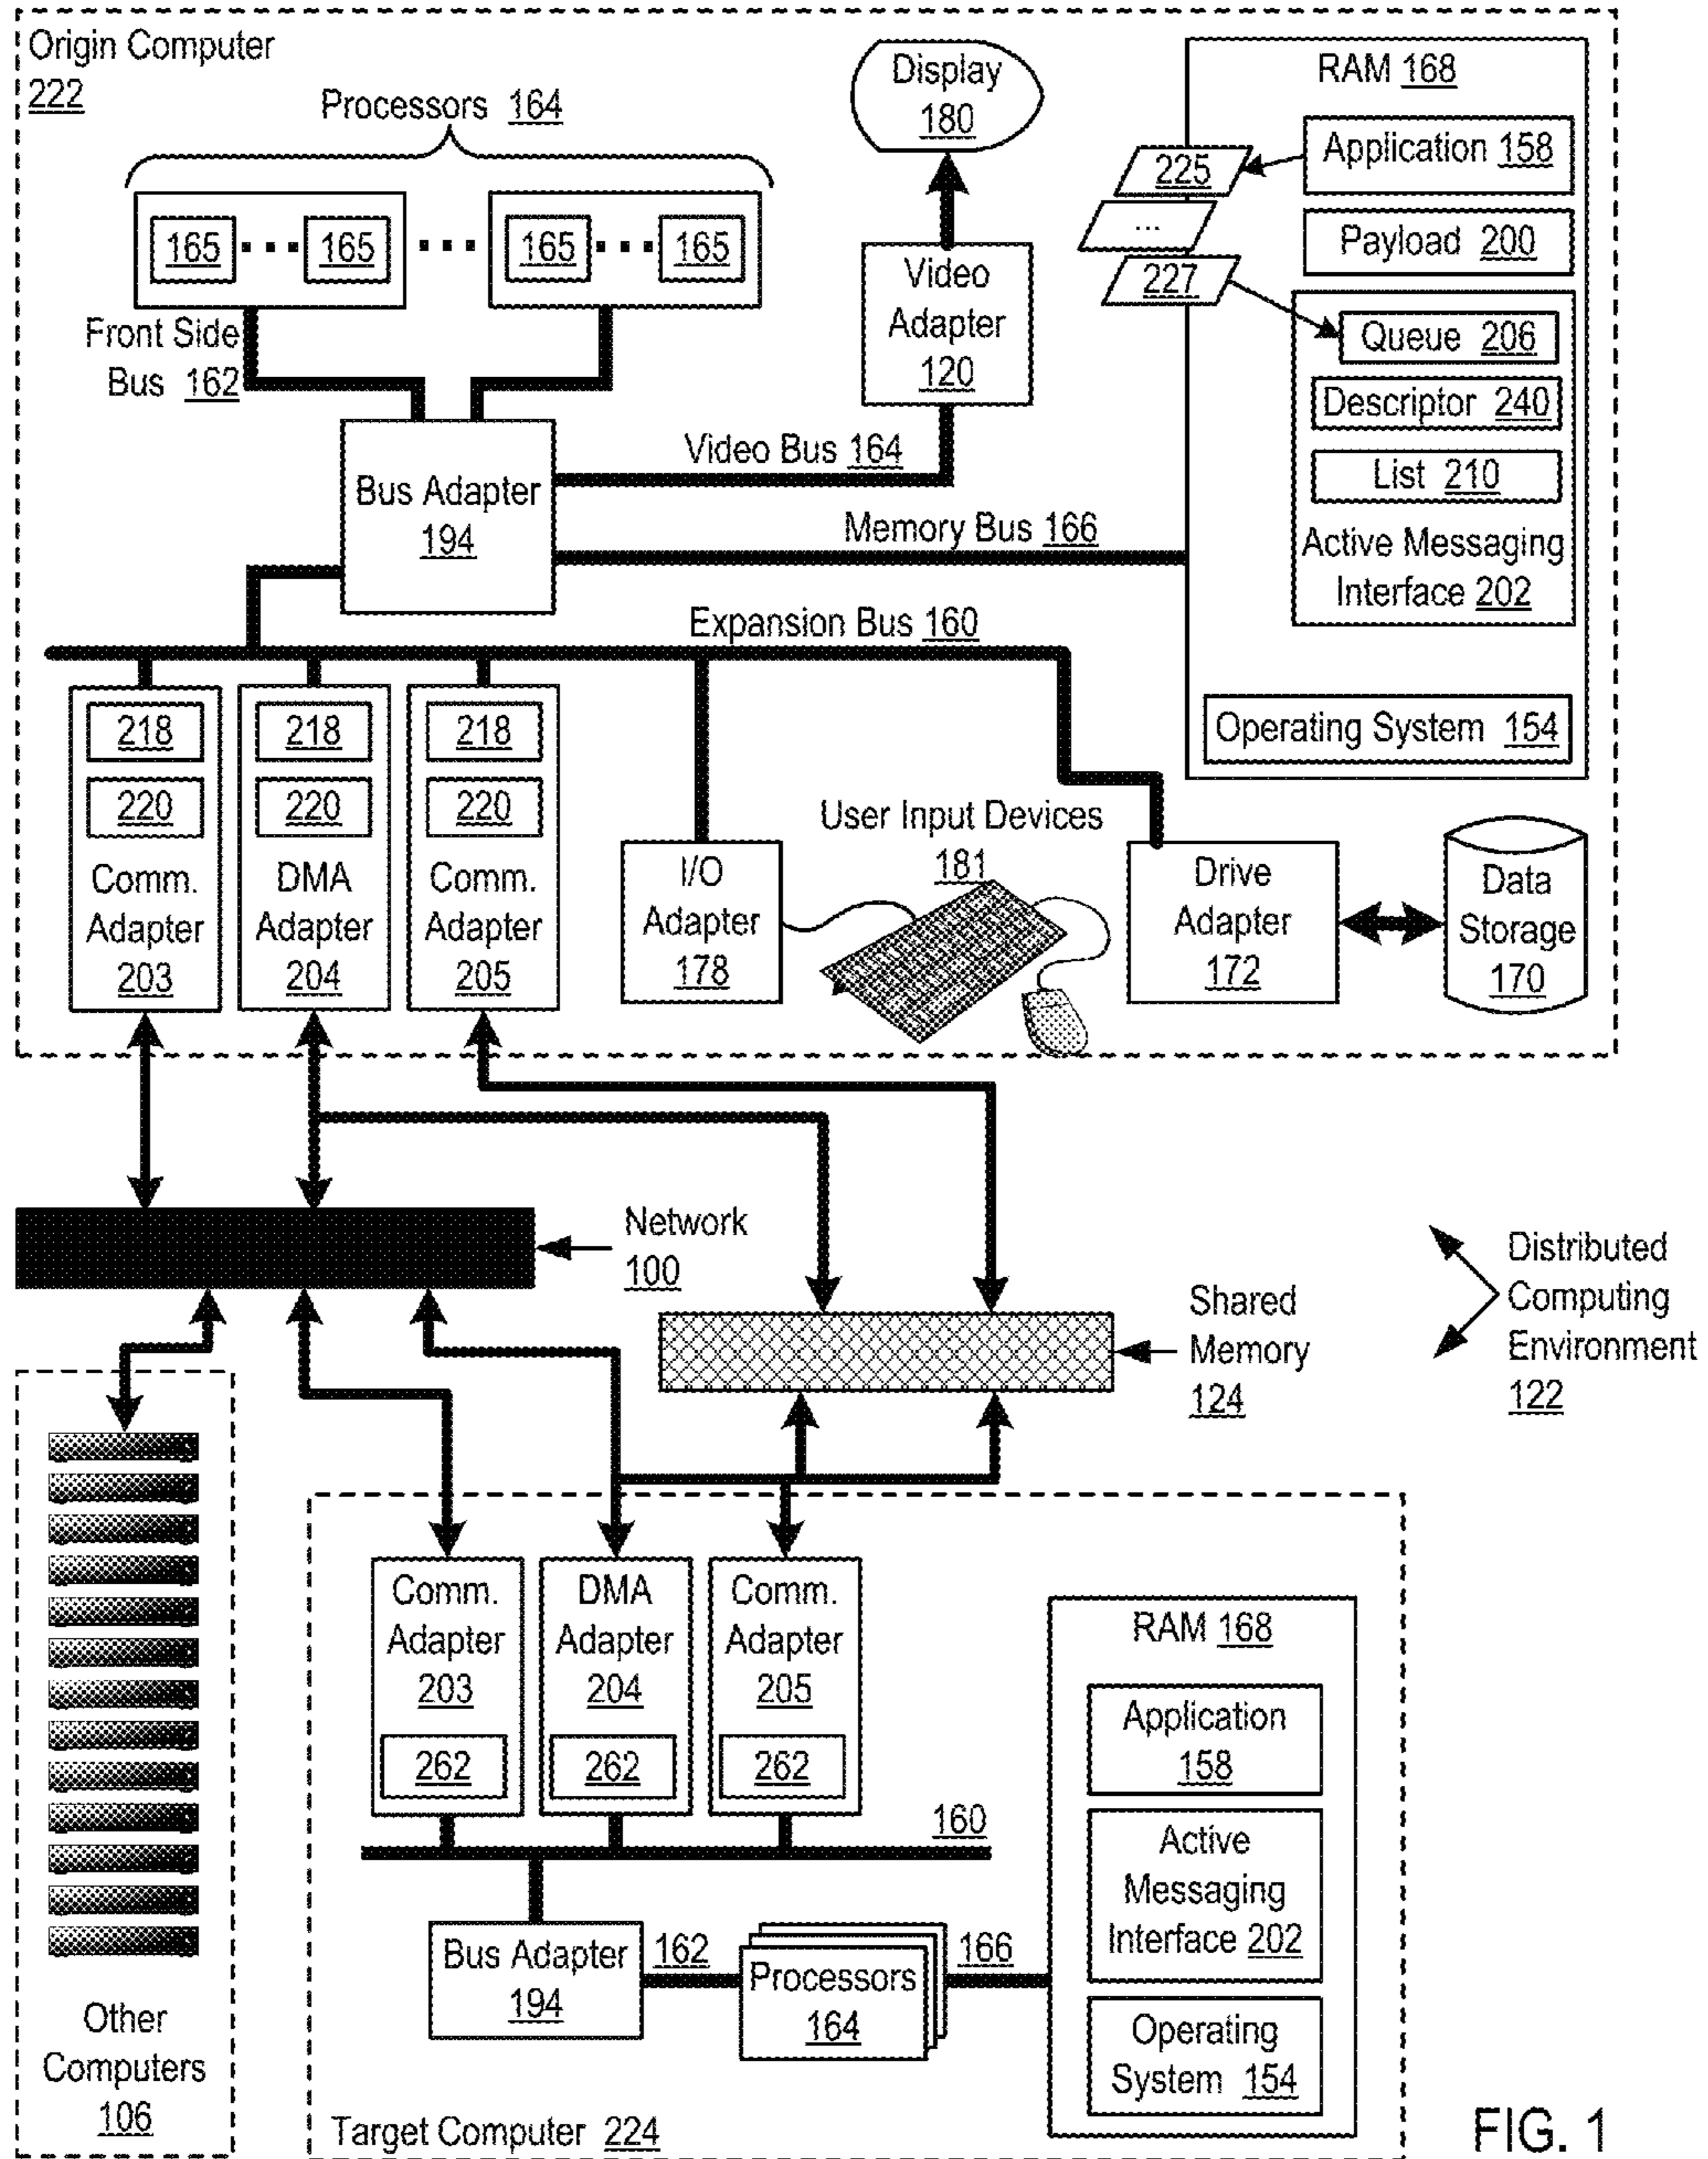 Origin Computer
222
Processors 164
165 ▪▪▪ 165 ▪▪▪ 165 ▪▪▪ 165
Front Side
Bus 162
Display
180
Video
Adapter
120
RAM 168
Application 158
225
...
227
Payload 200
Queue 206
Descriptor 240
List 210
Active Messaging
Interface 202
Operating System 154
Bus Adapter
194
Video Bus 164
Memory Bus 166
Expansion Bus 160
218
220
Comm.
Adapter
203
218
220
DMA
Adapter
204
218
220
Comm.
Adapter
205
I/O
Adapter
178
User Input Devices
181
Drive
Adapter
172
Data
Storage
170
Network
100
Shared
Memory
124
Distributed
Computing
Environment
122
Other
Computers
106
Comm.
Adapter
203
262
DMA
Adapter
204
262
Comm.
Adapter
205
262
160
Bus Adapter
194
162
Processors
164
166
RAM 168
Application
158
Active
Messaging
Interface 202
Operating
System 154
Target Computer 224
FIG. 1